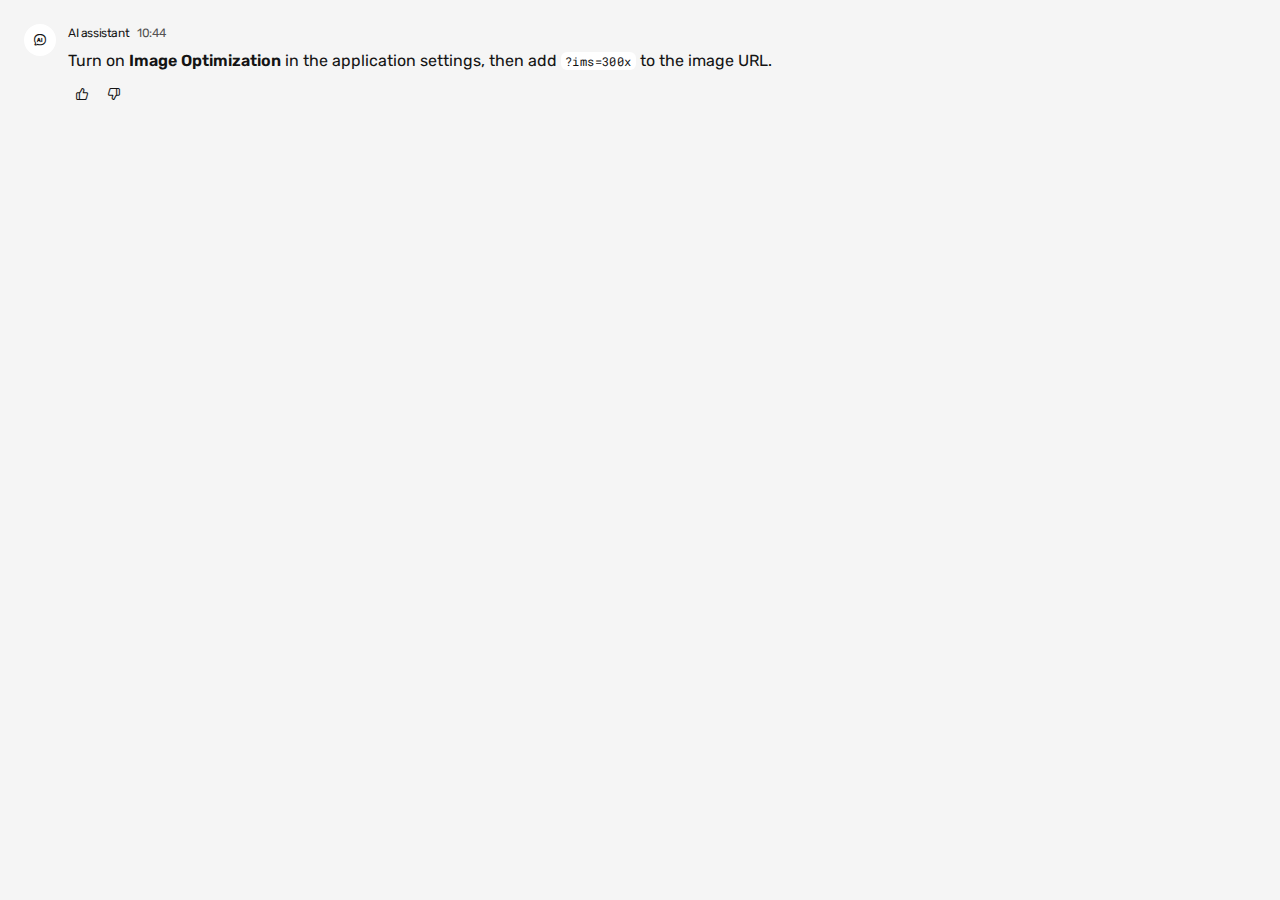 AI
AI assistant 10:44
Turn on Image Optimization in the application settings, then add ?ims=300x to the image URL.